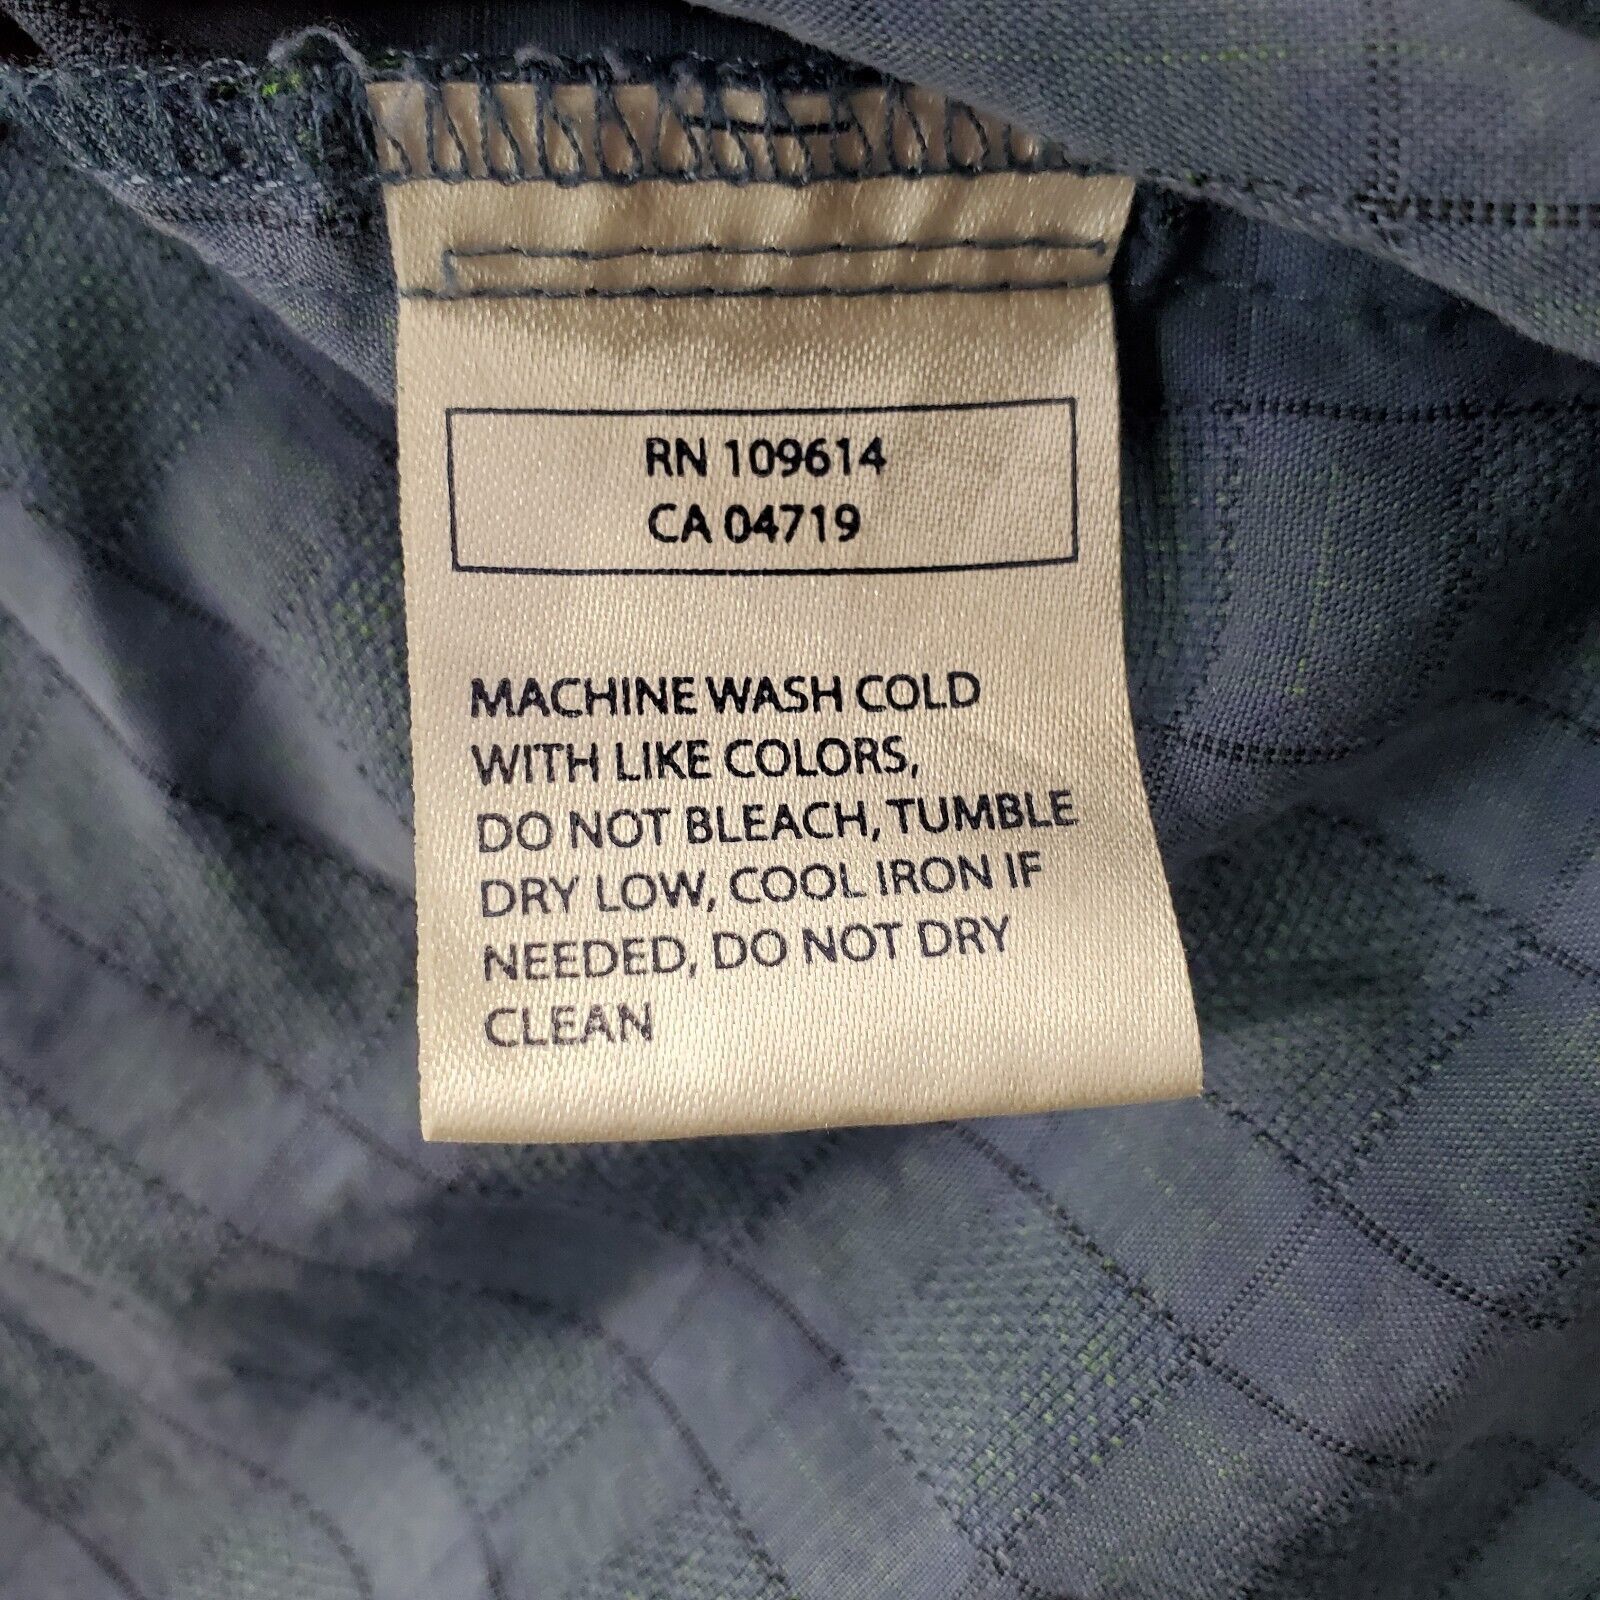 RN 109614
CA 04719
MACHINE WASH COLD
WITH LIKE COLORS,
DO NOT BLEACH, TUMBLE
DRY LOW, COOL IRON IF
NEEDED, DO NOT DRY
CLEAN